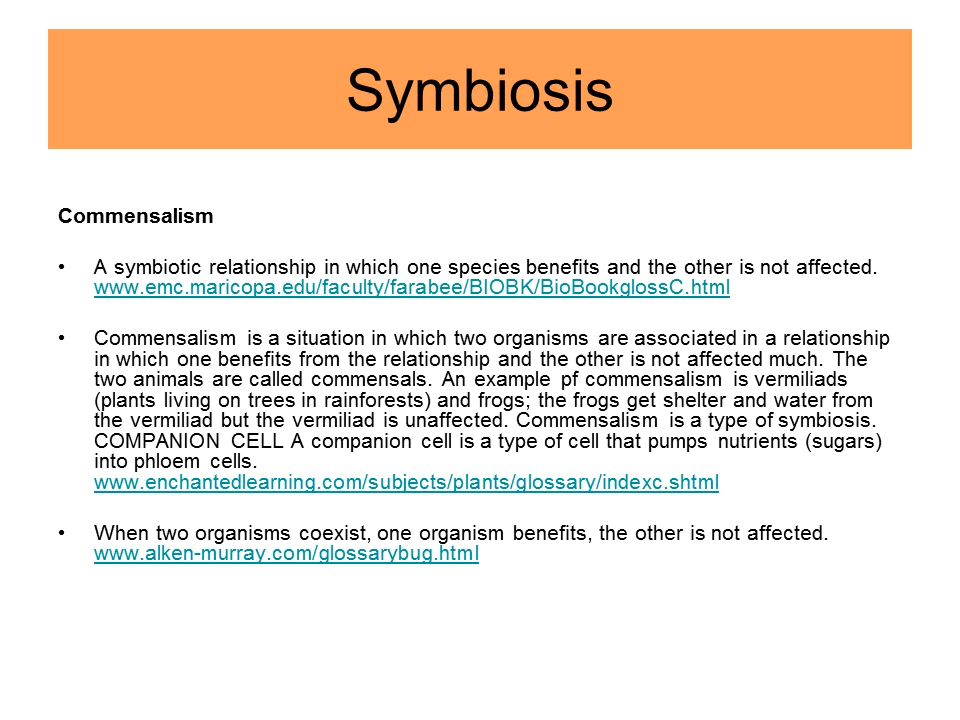 Symbiosis
Commensalism
• A symbiotic relationship in which one species benefits and the other is not affected.
www.emc.maricopa.edu/faculty/farabee/BIOBK/BioBookglossC.html
• Commensalism is a situation in which two organisms are associated in a relationship
in which one benefits from the relationship and the other is not affected much. The
two animals are called commensals. An example pf commensalism is vermiliads
(plants living on trees in rainforests) and frogs; the frogs get shelter and water from
the vermiliad but the vermiliad is unaffected. Commensalism is a type of symbiosis.
COMPANION CELL A companion cell is a type of cell that pumps nutrients (sugars)
into phloem cells.
www.enchantedlearning.com/subjects/plants/glossary/indexc.shtml
• When two organisms coexist, one organism benefits, the other is not affected.
www.alken-murray.com/glossarybug.html